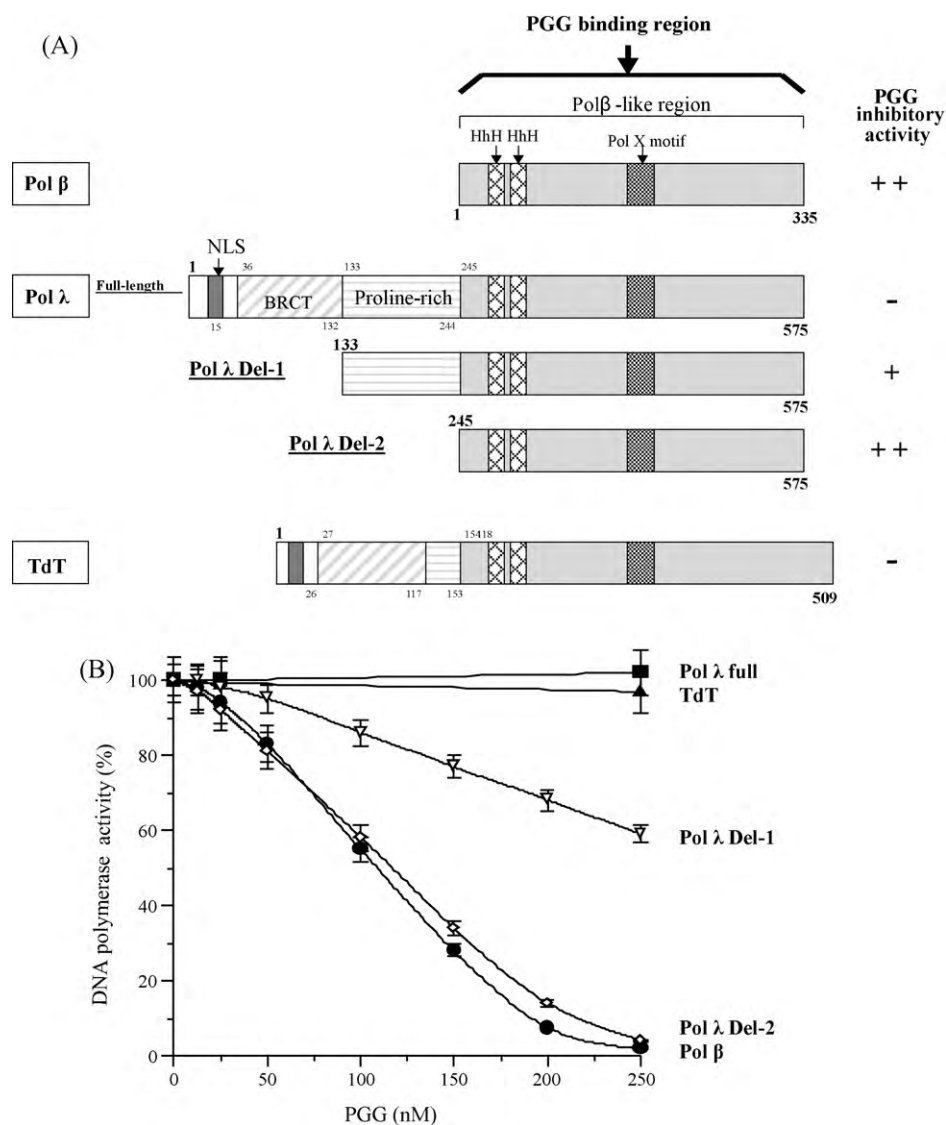 (A)
PGG binding region
Polβ -like region
PGG
inhibitory
activity
HhH HhH
Pol X motif
Pol β
+ +
1
335
NLS
1
36
133
245
Pol λ
Full-length
BRCT
Proline-rich
-
15
132
244
575
133
Pol λ Del-1
+
575
245
Pol λ Del-2
+ +
575
1
27
15418
TdT
-
26
117
153
509
(B)
Pol λ full
TdT
Pol λ Del-1
Pol λ Del-2
Pol β
DNA polymerase activity (%)
100
80
60
40
20
0
0 50 100 150 200 250
PGG (nM)